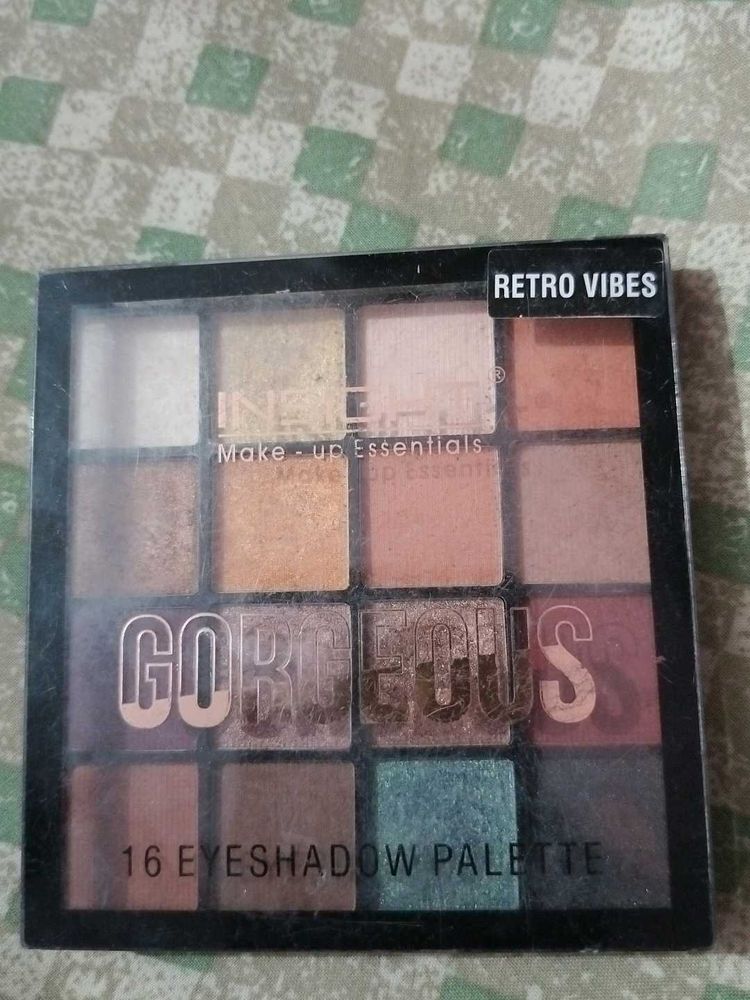 RETRO VIBES
INSIGHT®
Make - up Essentials
GORGEOUS
16 EYESHADOW PALETTE